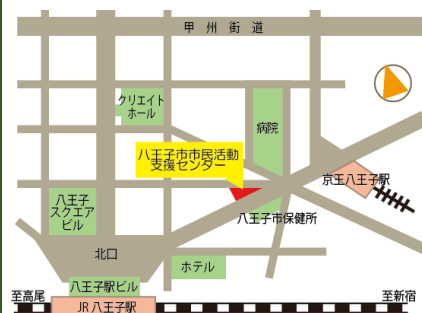 甲州街道
クリエイト
ホール
病院
八王子市市民活動
支援センター
京王八王子駅
八王子
スクエア
ビル
八王子市保健所
北口
ホテル
八王子駅ビル
至高尾
JR八王子駅
至新宿